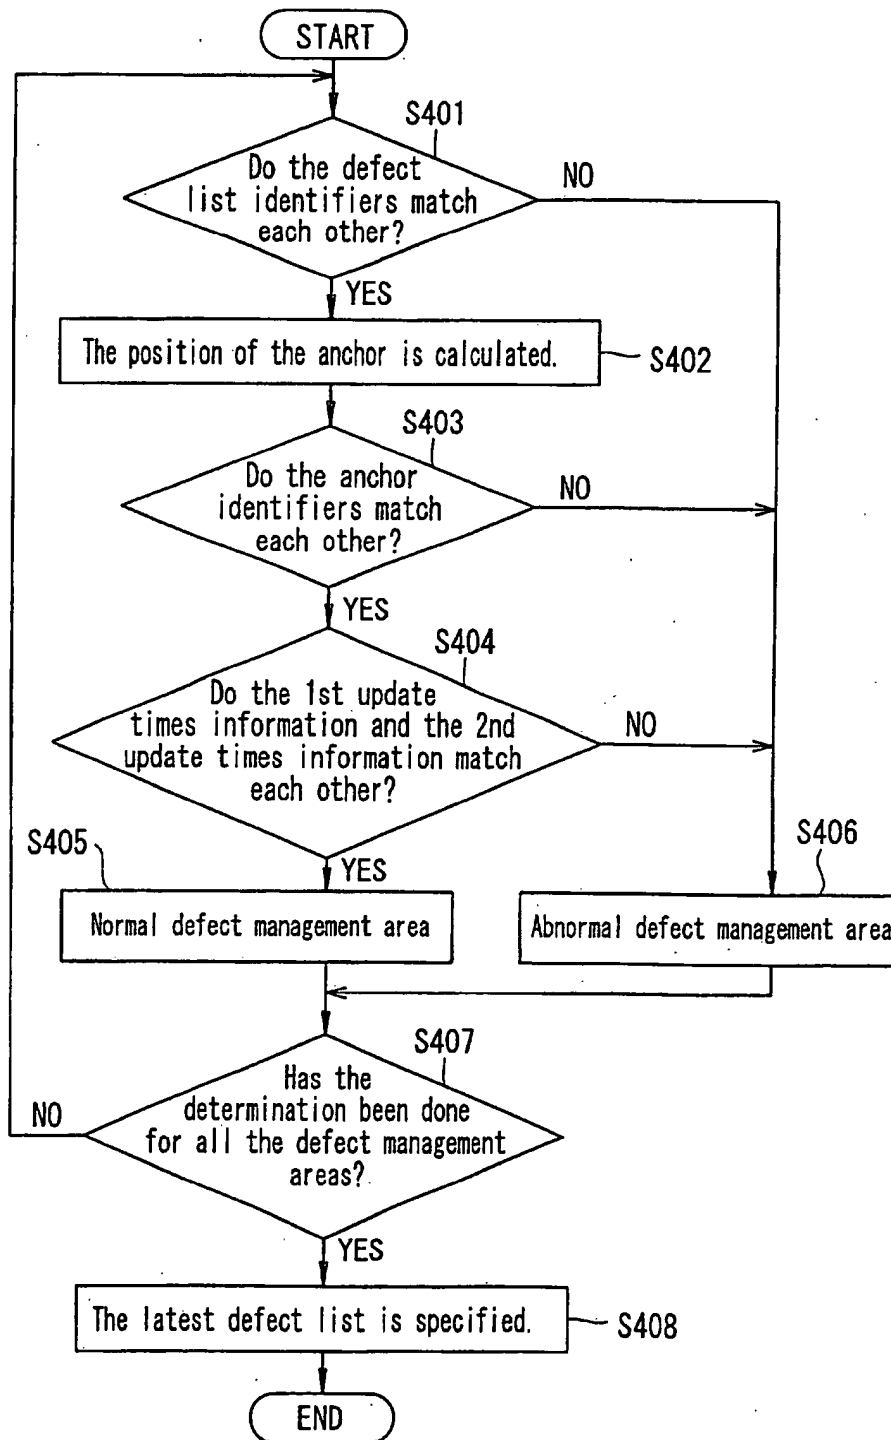 START
S401
Do the defect
list identifiers match
each other?
NO
YES
The position of the anchor is calculated.
S402
S403
Do the anchor
identifiers match
each other?
NO
YES
S404
Do the 1st update
times information and the 2nd
update times information match
each other?
NO
S405
YES
S406
Normal defect management area
Abnormal defect management area
S407
Has the
determination been done
for all the defect management
areas?
NO
YES
The latest defect list is specified.
S408
END